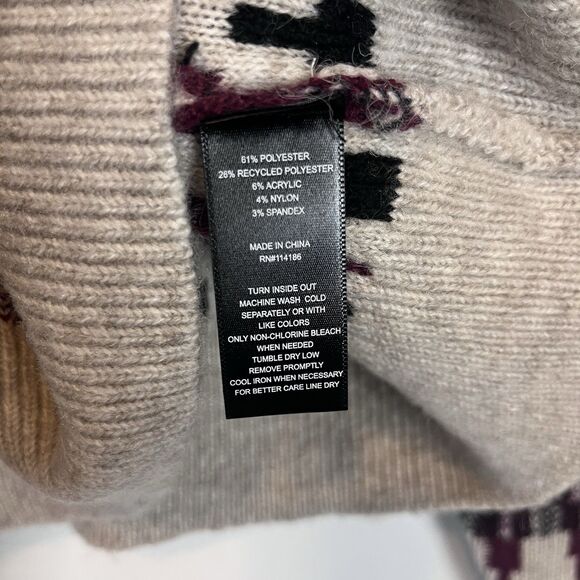 61% POLYESTER
26% RECYCLED POLYESTER
6% ACRYLIC
4% NYLON
3% SPANDEX
MADE IN CHINA
RN#114186
TURN INSIDE OUT
MACHINE WASH COLD
SEPARATELY OR WITH
LIKE COLORS
ONLY NON-CHLORINE BLEACH
WHEN NEEDED
TUMBLE DRY LOW
REMOVE PROMPTLY
COOL IRON WHEN NECESSARY
FOR BETTER CARE LINE DRY